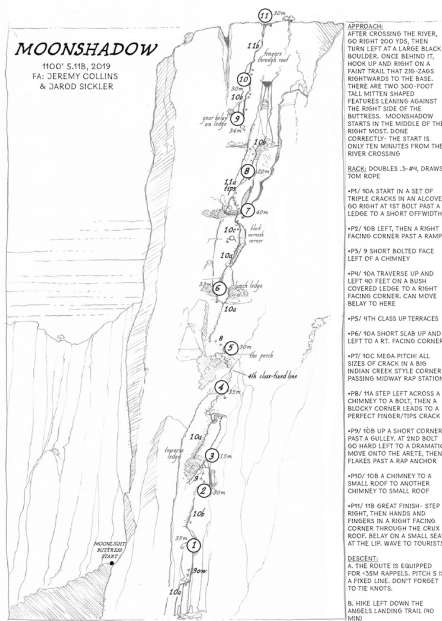 MOONSHADOW
1100' 5.11B, 2019
FA: JEREMY COLLINS
& JAROD SICKLER
11
30m
11b
fingers
through roof
10
30m
10b
9
gear belay
on ledge
34m
10b
8
11a
tips
7
40m
10c
black
varnish
corner
10a
33m
6
lunch ledge
10a
8
5
30m
the perch
4th class-fixed line
4
35m
10a
traverse
ledge
3
15m
9
2
30m
10b
35m
1
9ow
10a
MOONLIGHT
BUTTRESS
START
APPROACH:
AFTER CROSSING THE RIVER,
GO RIGHT 200 YDS, THEN
TURN LEFT AT A LARGE BLACK
BOULDER. ONCE BEHIND IT,
HOOK UP AND RIGHT ON A
FAINT TRAIL THAT ZIG-ZAGS
RIGHTWARDS TO THE BASE.
THERE ARE TWO 300-FOOT
TALL MITTEN SHAPED
FEATURES LEANING AGAINST
THE RIGHT SIDE OF THE
BUTTRESS. MOONSHADOW
STARTS IN THE MIDDLE OF THE
RIGHT MOST. DONE
CORRECTLY- THE START IS
ONLY TEN MINUTES FROM THE
RIVER CROSSING
RACK: DOUBLES .3-#4, DRAWS
70M ROPE
•P1/ 10A START IN A SET OF
TRIPLE CRACKS IN AN ALCOVE
GO RIGHT AT 1ST BOLT PAST A
LEDGE TO A SHORT OFFWIDTH
•P2/ 10B LEFT, THEN A RIGHT
FACING CORNER PAST A RAMP
•P3/ 9 SHORT BOLTED FACE
LEFT OF A CHIMNEY
•P4/ 10A TRAVERSE UP AND
LEFT 40 FEET ON A BUSH
COVERED LEDGE TO A RIGHT
FACING CORNER. CAN MOVE
BELAY TO HERE
•P5/ 4TH CLASS UP TERRACES
•P6/ 10A SHORT SLAB UP AND
LEFT TO A RT. FACING CORNER
•P7/ 10C MEGA PITCH! ALL
SIZES OF CRACK IN A BIG
INDIAN CREEK STYLE CORNER
PASSING MIDWAY RAP STATION
•P8/ 11A STEP LEFT ACROSS A
CHIMNEY TO A BOLT, THEN A
BLOCKY CORNER LEADS TO A
PERFECT FINGER/TIPS CRACK
•P9/ 10B UP A SHORT CORNER
PAST A GULLEY. AT 2ND BOLT
GO HARD LEFT TO A DRAMATIC
MOVE ONTO THE ARETE, THEN
FLAKES PAST A RAP ANCHOR
•P10/ 10B A CHIMNEY TO A
SMALL ROOF TO ANOTHER
CHIMNEY TO SMALL ROOF
•P11/ 11B GREAT FINISH- STEP
RIGHT, THEN HANDS AND
FINGERS IN A RIGHT FACING
CORNER THROUGH THE CRUX
ROOF. BELAY ON A SMALL SEAT
AT THE LIP. WAVE TO TOURISTS
DESCENT:
A. THE ROUTE IS EQUIPPED
FOR <35M RAPPELS. PITCH 5 IS
A FIXED LINE. DON'T FORGET
TO TIE KNOTS.
B. HIKE LEFT DOWN THE
ANGELS LANDING TRAIL (40
MIN)